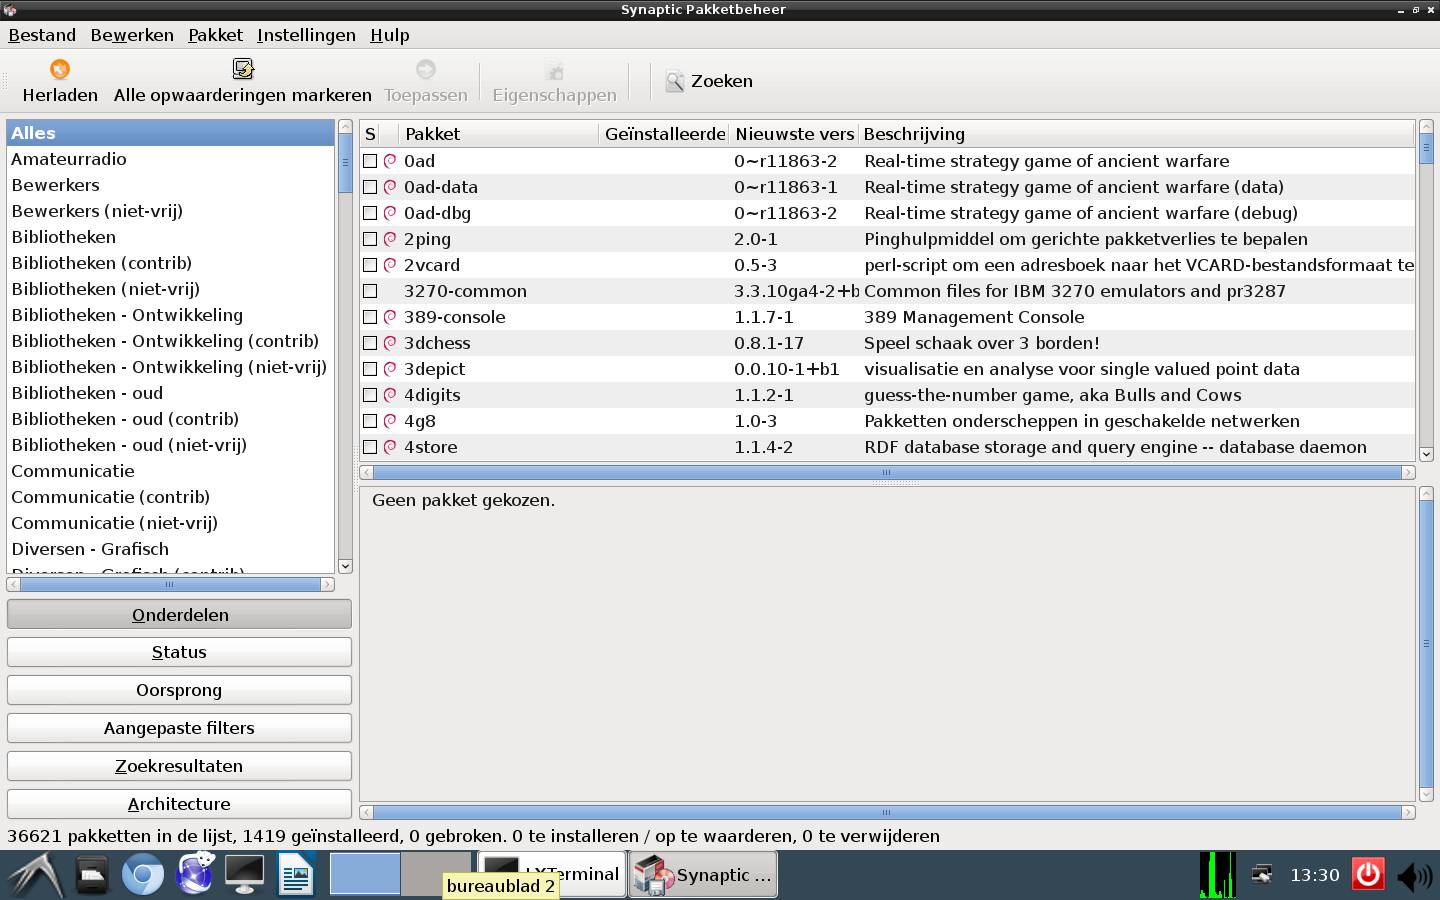 Synaptic Pakketbeheer
Bestand Bewerken Pakket Instellingen Hulp
Herladen Alle opwaarderingen markeren Toepassen Eigenschappen Zoeken
Alles
Amateurradio
Bewerkers
Bewerkers (niet-vrij)
Bibliotheken
Bibliotheken (contrib)
Bibliotheken (niet-vrij)
Bibliotheken - Ontwikkeling
Bibliotheken - Ontwikkeling (contrib)
Bibliotheken - Ontwikkeling (niet-vrij)
Bibliotheken - oud
Bibliotheken - oud (contrib)
Bibliotheken - oud (niet-vrij)
Communicatie
Communicatie (contrib)
Communicatie (niet-vrij)
Diversen - Grafisch
Diversen - Grafisch (contrib)
Onderdelen
Status
Oorsprong
Aangepaste filters
Zoekresultaten
Architecture
S Pakket Geïnstalleerde Nieuwste vers Beschrijving
0ad 0~r11863-2 Real-time strategy game of ancient warfare
0ad-data 0~r11863-1 Real-time strategy game of ancient warfare (data)
0ad-dbg 0~r11863-2 Real-time strategy game of ancient warfare (debug)
2ping 2.0-1 Pinghulpmiddel om gerichte pakketverlies te bepalen
2vcard 0.5-3 perl-script om een adresboek naar het VCARD-bestandsformaat te
3270-common 3.3.10ga4-2+b Common files for IBM 3270 emulators and pr3287
389-console 1.1.7-1 389 Management Console
3dchess 0.8.1-17 Speel schaak over 3 borden!
3depict 0.0.10-1+b1 visualisatie en analyse voor single valued point data
4digits 1.1.2-1 guess-the-number game, aka Bulls and Cows
4g8 1.0-3 Pakketten onderscheppen in geschakelde netwerken
4store 1.1.4-2 RDF database storage and query engine -- database daemon
Geen pakket gekozen.
36621 pakketten in de lijst, 1419 geïnstalleerd, 0 gebroken. 0 te installeren / op te waarderen, 0 te verwijderen
LXTerminal Synaptic ... 13:30
bureaublad 2